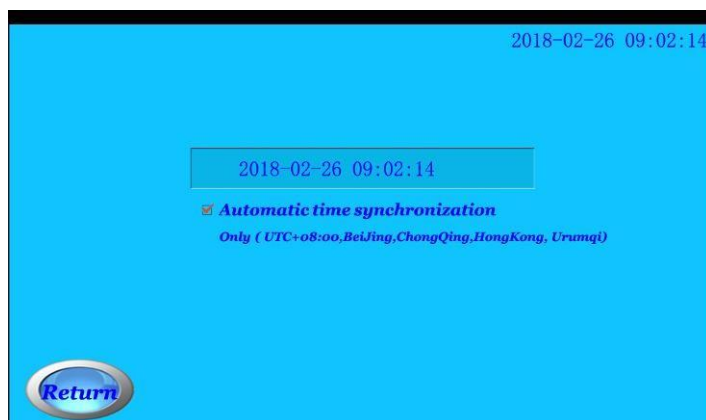 2018-02-26 09:02:14
2018-02-26 09:02:14
Automatic time synchronization
Only ( UTC+08:00,BeiJing,ChongQing,HongKong, Urumqi)
Return